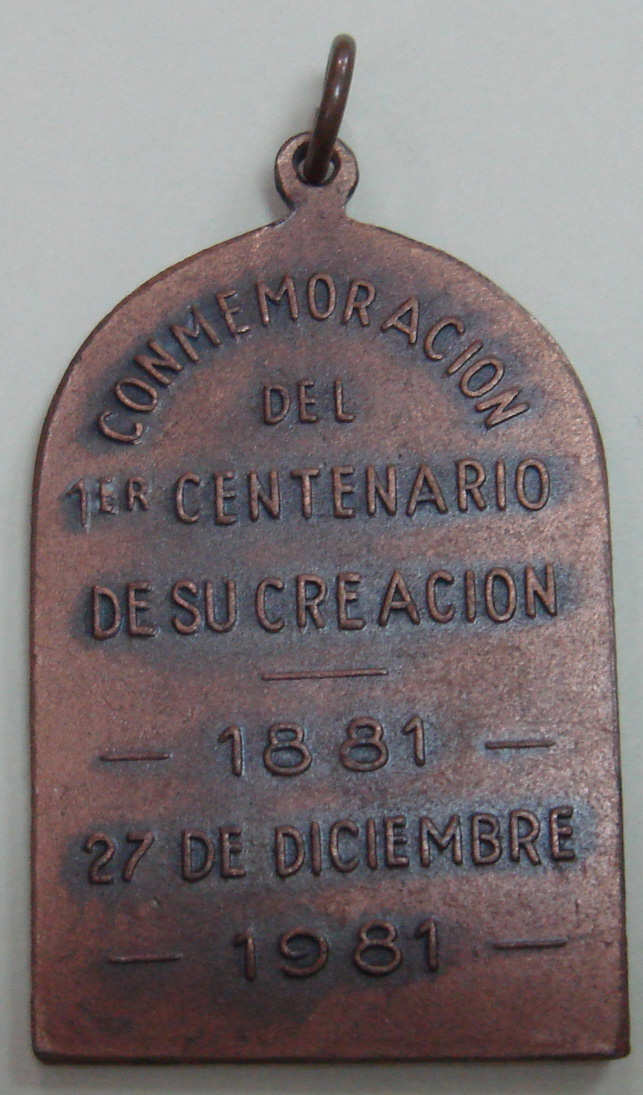 CONMEMORACION
DEL
1ER CENTENARIO
DE SU CREACION
— 1881 —
27 DE DICIEMBRE
— 1981 —